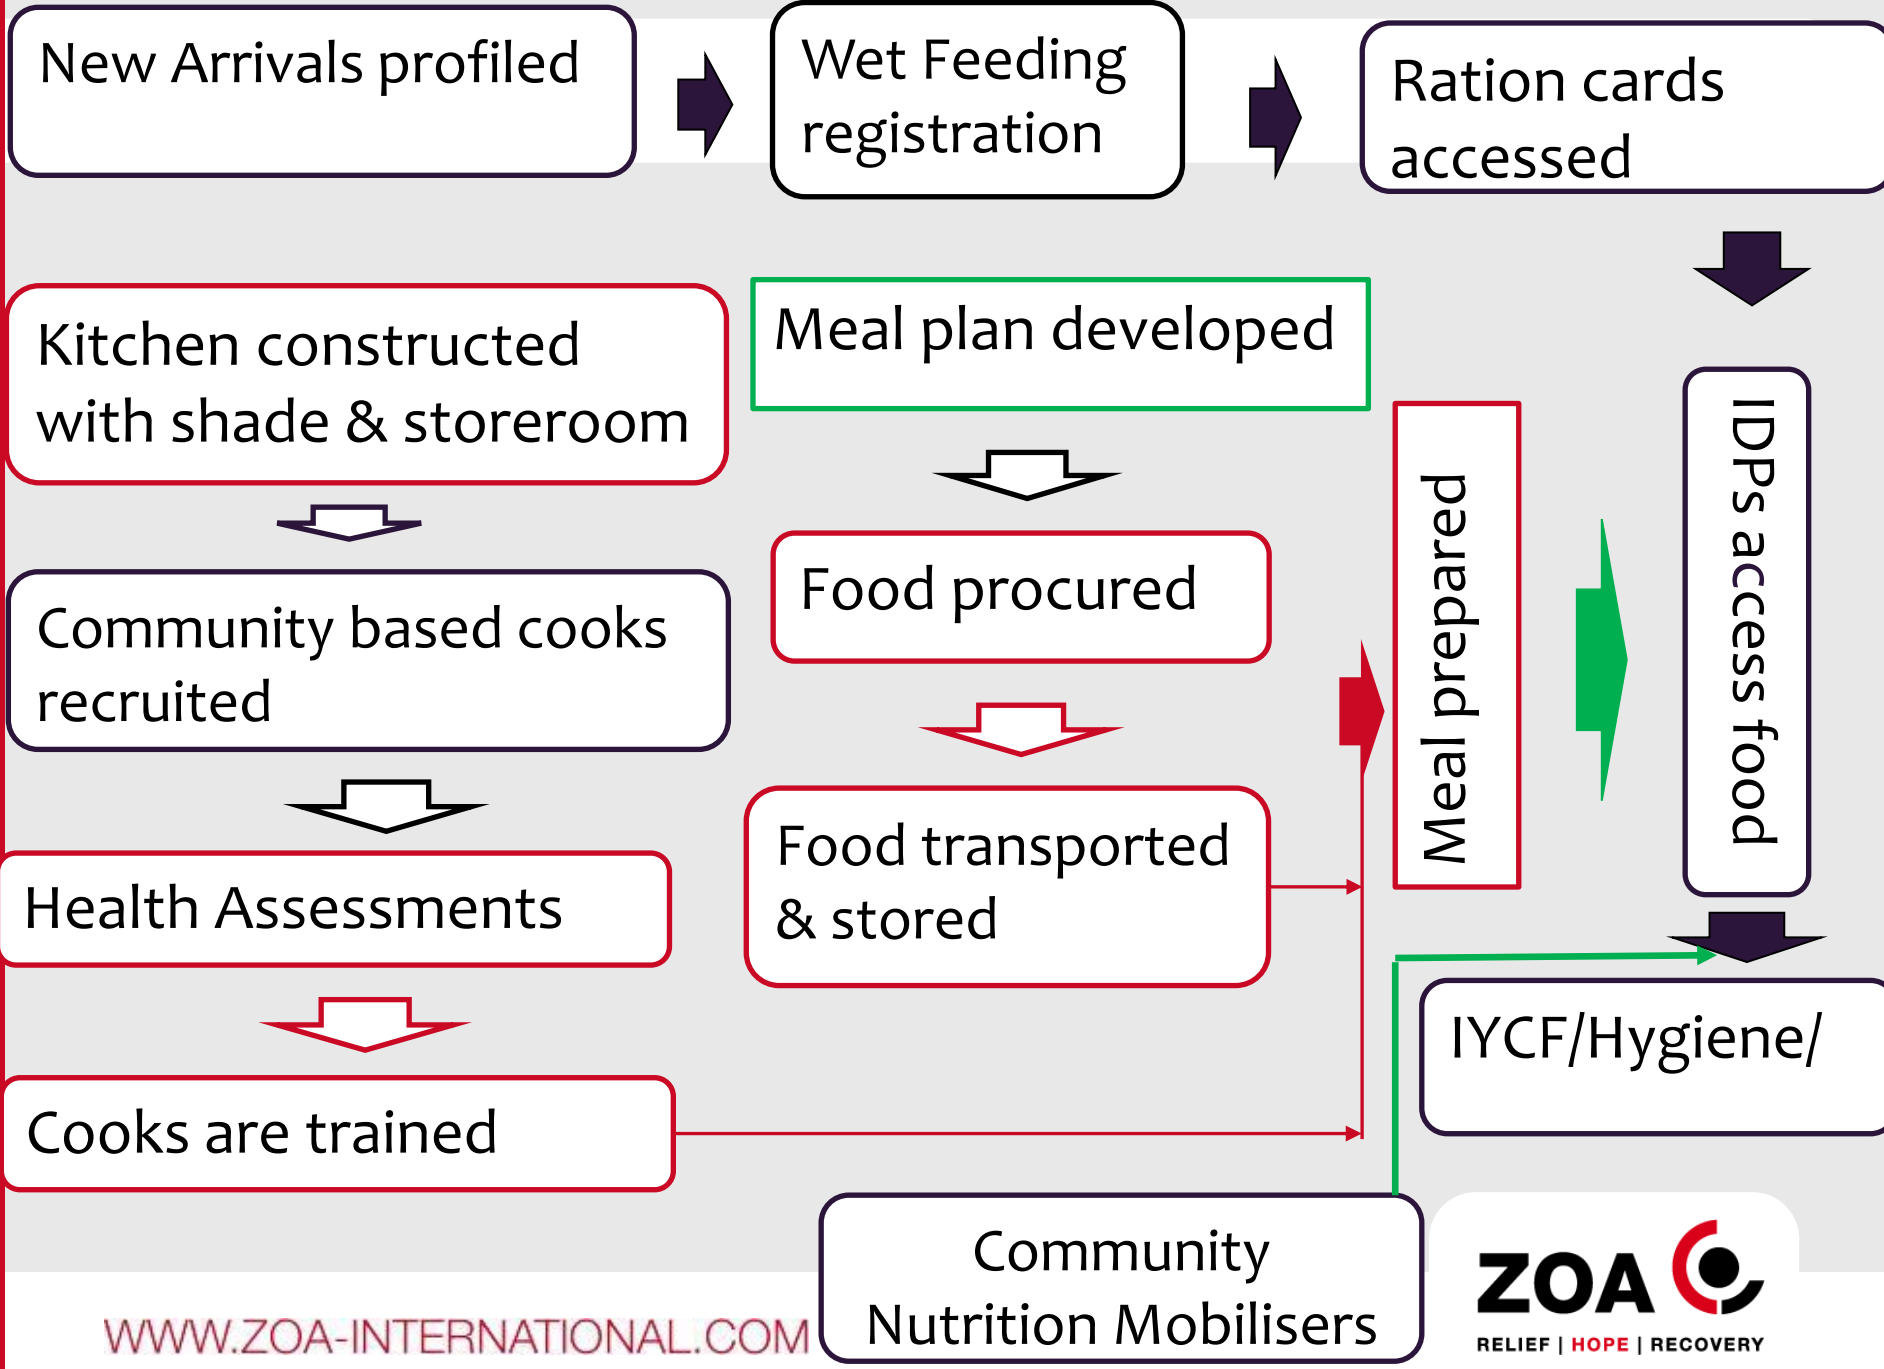 New Arrivals profiled
Wet Feeding
registration
Ration cards
accessed
Kitchen constructed
with shade & storeroom
Meal plan developed
Community based cooks
recruited
Food procured
Meal prepared
IDPs access food
Health Assessments
Food transported
& stored
Cooks are trained
IYCF/Hygiene/
Community
Nutrition Mobilisers
WWW.ZOA-INTERNATIONAL.COM
ZOA
RELIEF | HOPE | RECOVERY